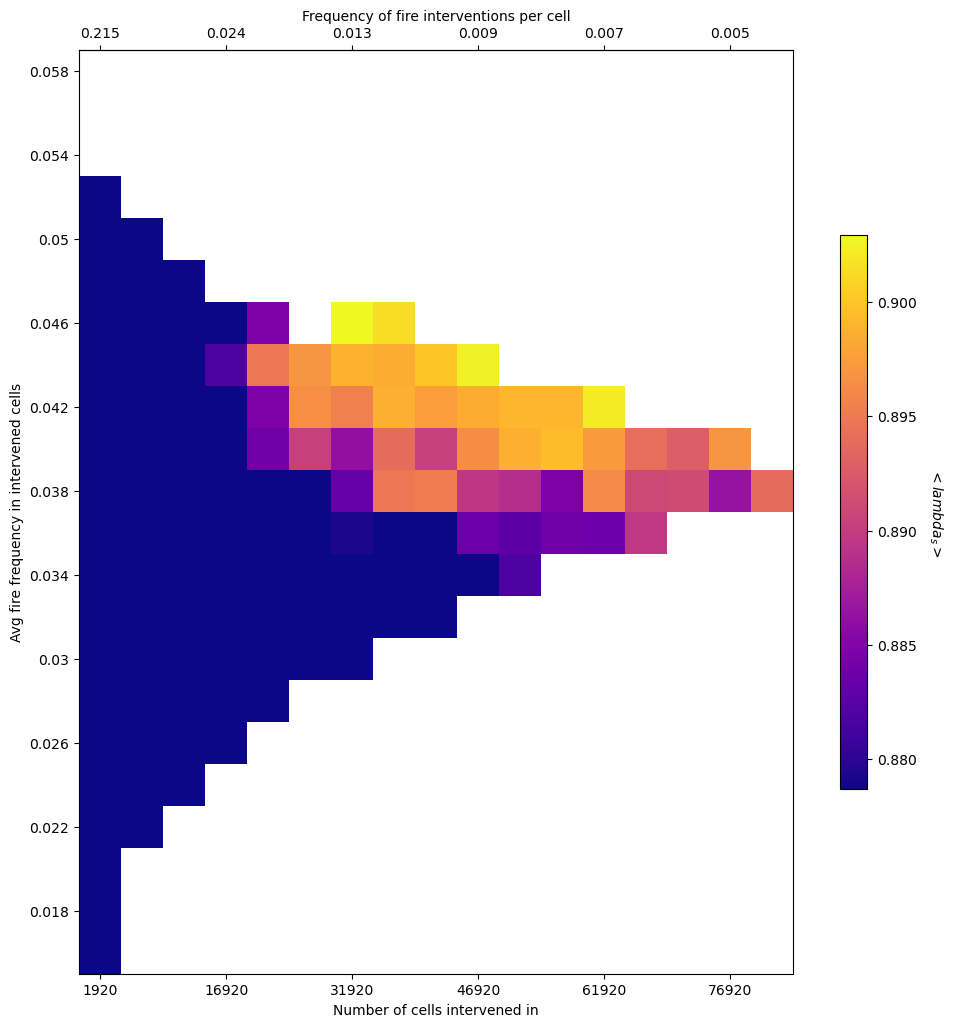 Frequency of fire interventions per cell
0.215 0.024 0.013 0.009 0.007 0.005
0.058
0.054
0.05
0.046
0.042
0.038
0.034
0.03
0.026
0.022
0.018
Avg fire frequency in intervened cells
1920 16920 31920 46920 61920 76920
Number of cells intervened in
0.900
0.895
0.890
0.885
0.880
< lambda_s >